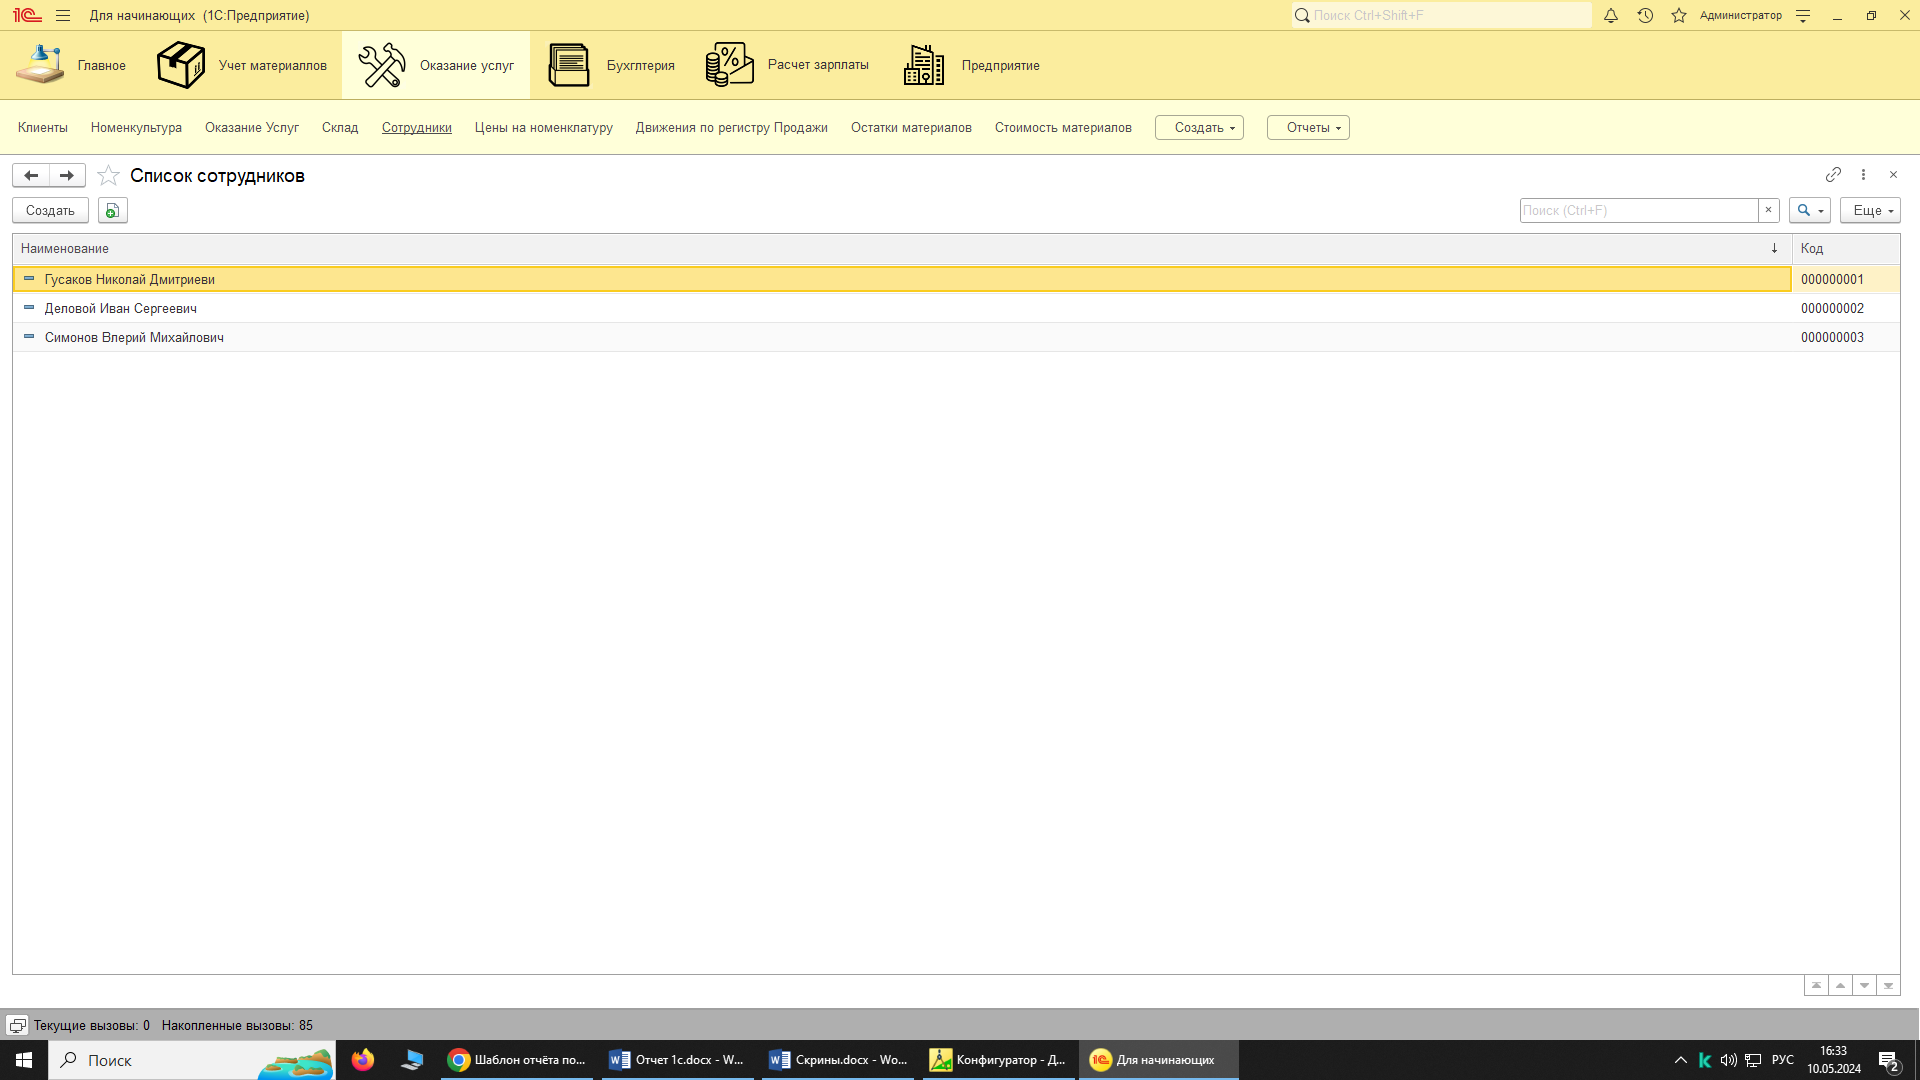 Для начинающих (1С:Предприятие)
Поиск Ctrl+Shift+F
Администратор
Главное
Учет материаллов
Оказание услуг
Бухглтерия
Расчет зарплаты
Предприятие
Клиенты
Номенкультура
Оказание Услуг
Склад
Сотрудники
Цены на номенклатуру
Движения по регистру Продажи
Остатки материалов
Стоимость материалов
Создать
Отчеты
Список сотрудников
Создать
Поиск (Ctrl+F)
Еще
Наименование
Код
Гусаков Николай Дмитриеви
000000001
Деловой Иван Сергеевич
000000002
Симонов Влерий Михайлович
000000003
Текущие вызовы: 0 Накопленные вызовы: 85
Поиск
Шаблон отчёта по...
Отчет 1с.docx - W...
Скрины.docx - Wo...
Конфигуратор - Д...
Для начинающих
РУС
16:33
10.05.2024
2